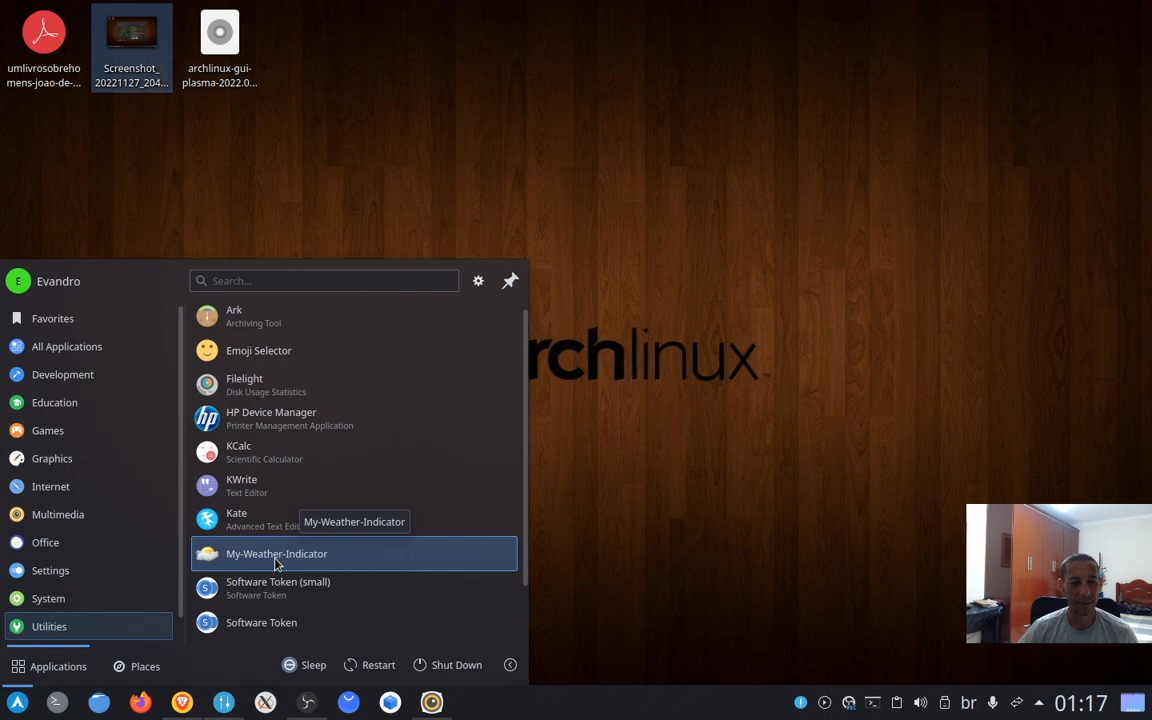 umlivrosobreho
mens-joao-de-...
Screenshot_
20221127_204...
archlinux-gui-
plasma-2022.0...
E
Evandro
Search...
Favorites
All Applications
Development
Education
Games
Graphics
Internet
Multimedia
Office
Settings
System
Utilities
Ark
Archiving Tool
Emoji Selector
Filelight
Disk Usage Statistics
hp
HP Device Manager
Printer Management Application
KCalc
Scientific Calculator
KWrite
Text Editor
Kate
Advanced Text Edit
My-Weather-Indicator
My-Weather-Indicator
S
Software Token (small)
Software Token
S
Software Token
rchlinux
Applications
Places
Sleep
Restart
Shut Down
br
01:17